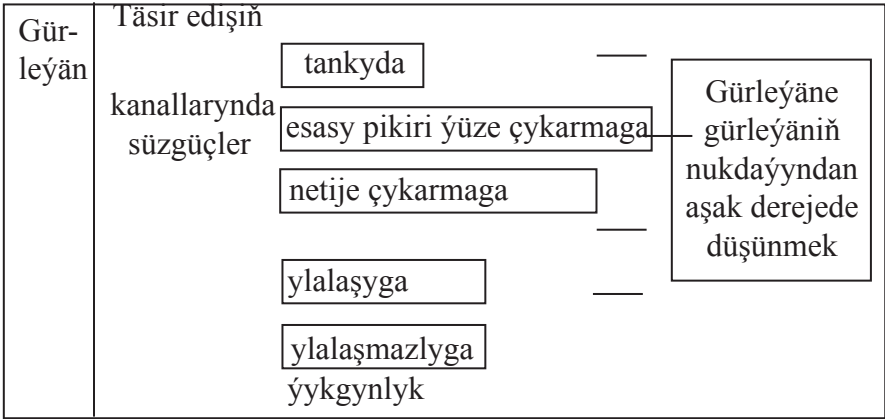 Gür-
leýän
Täsir edişiň
kanallarynda
süzgüçler
tankyda
esasy pikiri ýüze çykarmaga
netije çykarmaga
ylalaşyga
ylalaşmazlyga
ýykgynlyk
Gürleýäne
gürleýäniň
nukdaýyndan
aşak derejede
düşünmek